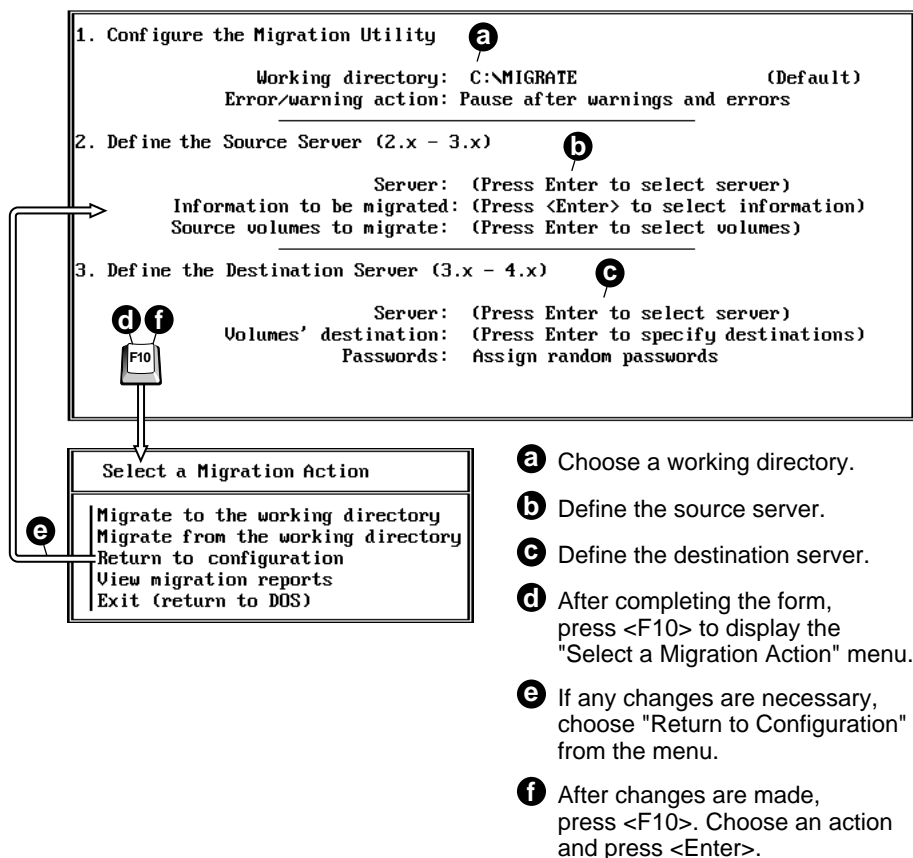 1. Configure the Migration Utility
a
Working directory: C:\MIGRATE (Default)
Error/warning action: Pause after warnings and errors
2. Define the Source Server (2.x - 3.x)
b
Server: (Press Enter to select server)
Information to be migrated: (Press <Enter> to select information)
Source volumes to migrate: (Press Enter to select volumes)
3. Define the Destination Server (3.x - 4.x)
c
Server: (Press Enter to select server)
Volumes' destination: (Press Enter to specify destinations)
Passwords: Assign random passwords
d f
F10
Select a Migration Action
Migrate to the working directory
Migrate from the working directory
Return to configuration
View migration reports
Exit (return to DOS)
e
a Choose a working directory.
b Define the source server.
c Define the destination server.
d After completing the form,
press <F10> to display the
"Select a Migration Action" menu.
e If any changes are necessary,
choose "Return to Configuration"
from the menu.
f After changes are made,
press <F10>. Choose an action
and press <Enter>.